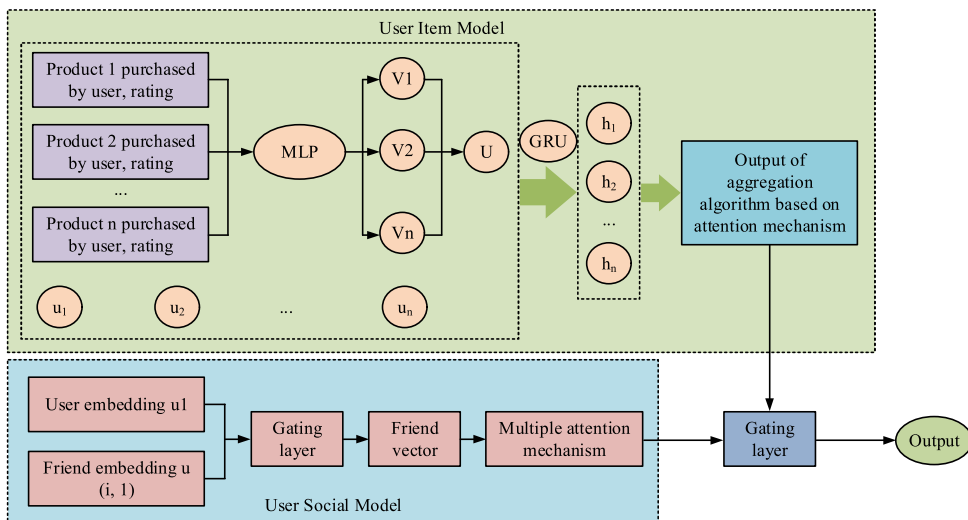 User Item Model
Product 1 purchased
by user, rating
Product 2 purchased
by user, rating
...
Product n purchased
by user, rating
MLP
V1
V2
Vn
U
GRU
h₁
h₂
...
hₙ
Output of
aggregation
algorithm based on
attention mechanism
u₁
u₂
...
uₙ
User embedding u1
Friend embedding u
(i, 1)
Gating
layer
Friend
vector
Multiple attention
mechanism
Gating
layer
Output
User Social Model